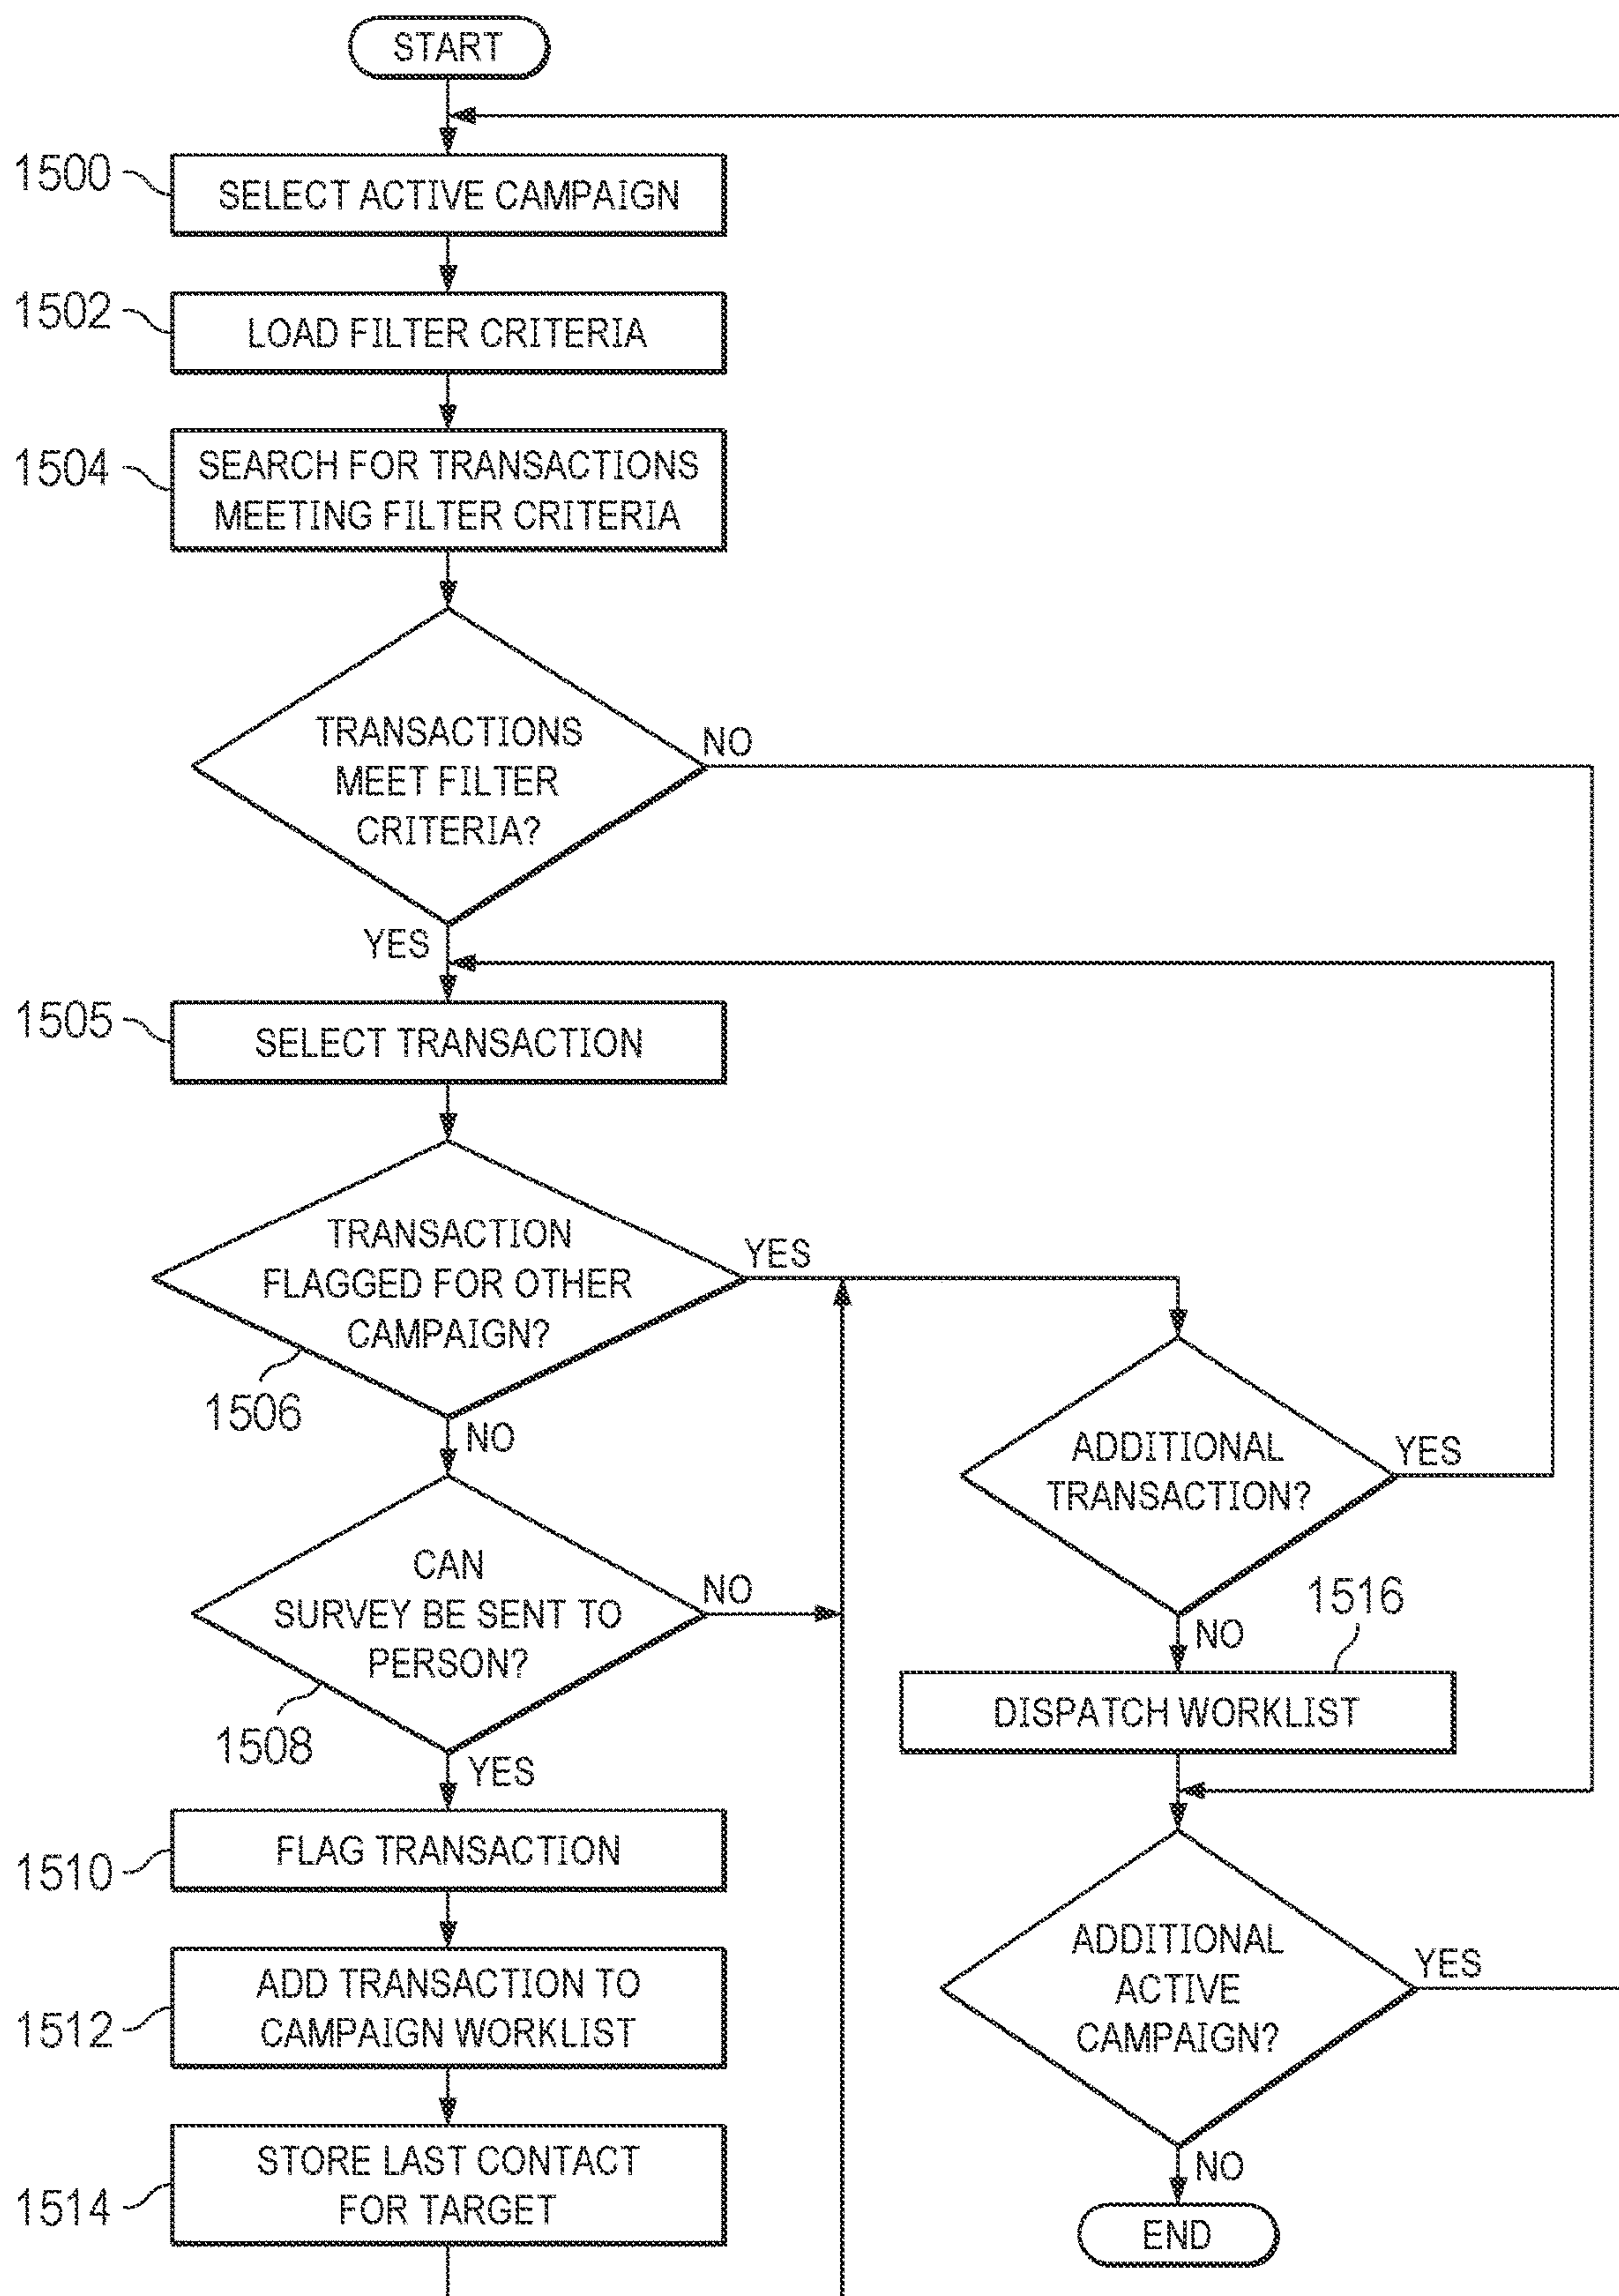 START
1500
SELECT ACTIVE CAMPAIGN
1502
LOAD FILTER CRITERIA
1504
SEARCH FOR TRANSACTIONS
MEETING FILTER CRITERIA
TRANSACTIONS
MEET FILTER
CRITERIA?
NO
YES
1505
SELECT TRANSACTION
TRANSACTION
FLAGGED FOR OTHER
CAMPAIGN?
YES
1506
NO
CAN
SURVEY BE SENT TO
PERSON?
NO
1508
YES
1510
FLAG TRANSACTION
1512
ADD TRANSACTION TO
CAMPAIGN WORKLIST
1514
STORE LAST CONTACT
FOR TARGET
ADDITIONAL
TRANSACTION?
YES
NO
1516
DISPATCH WORKLIST
ADDITIONAL
ACTIVE
CAMPAIGN?
YES
NO
END